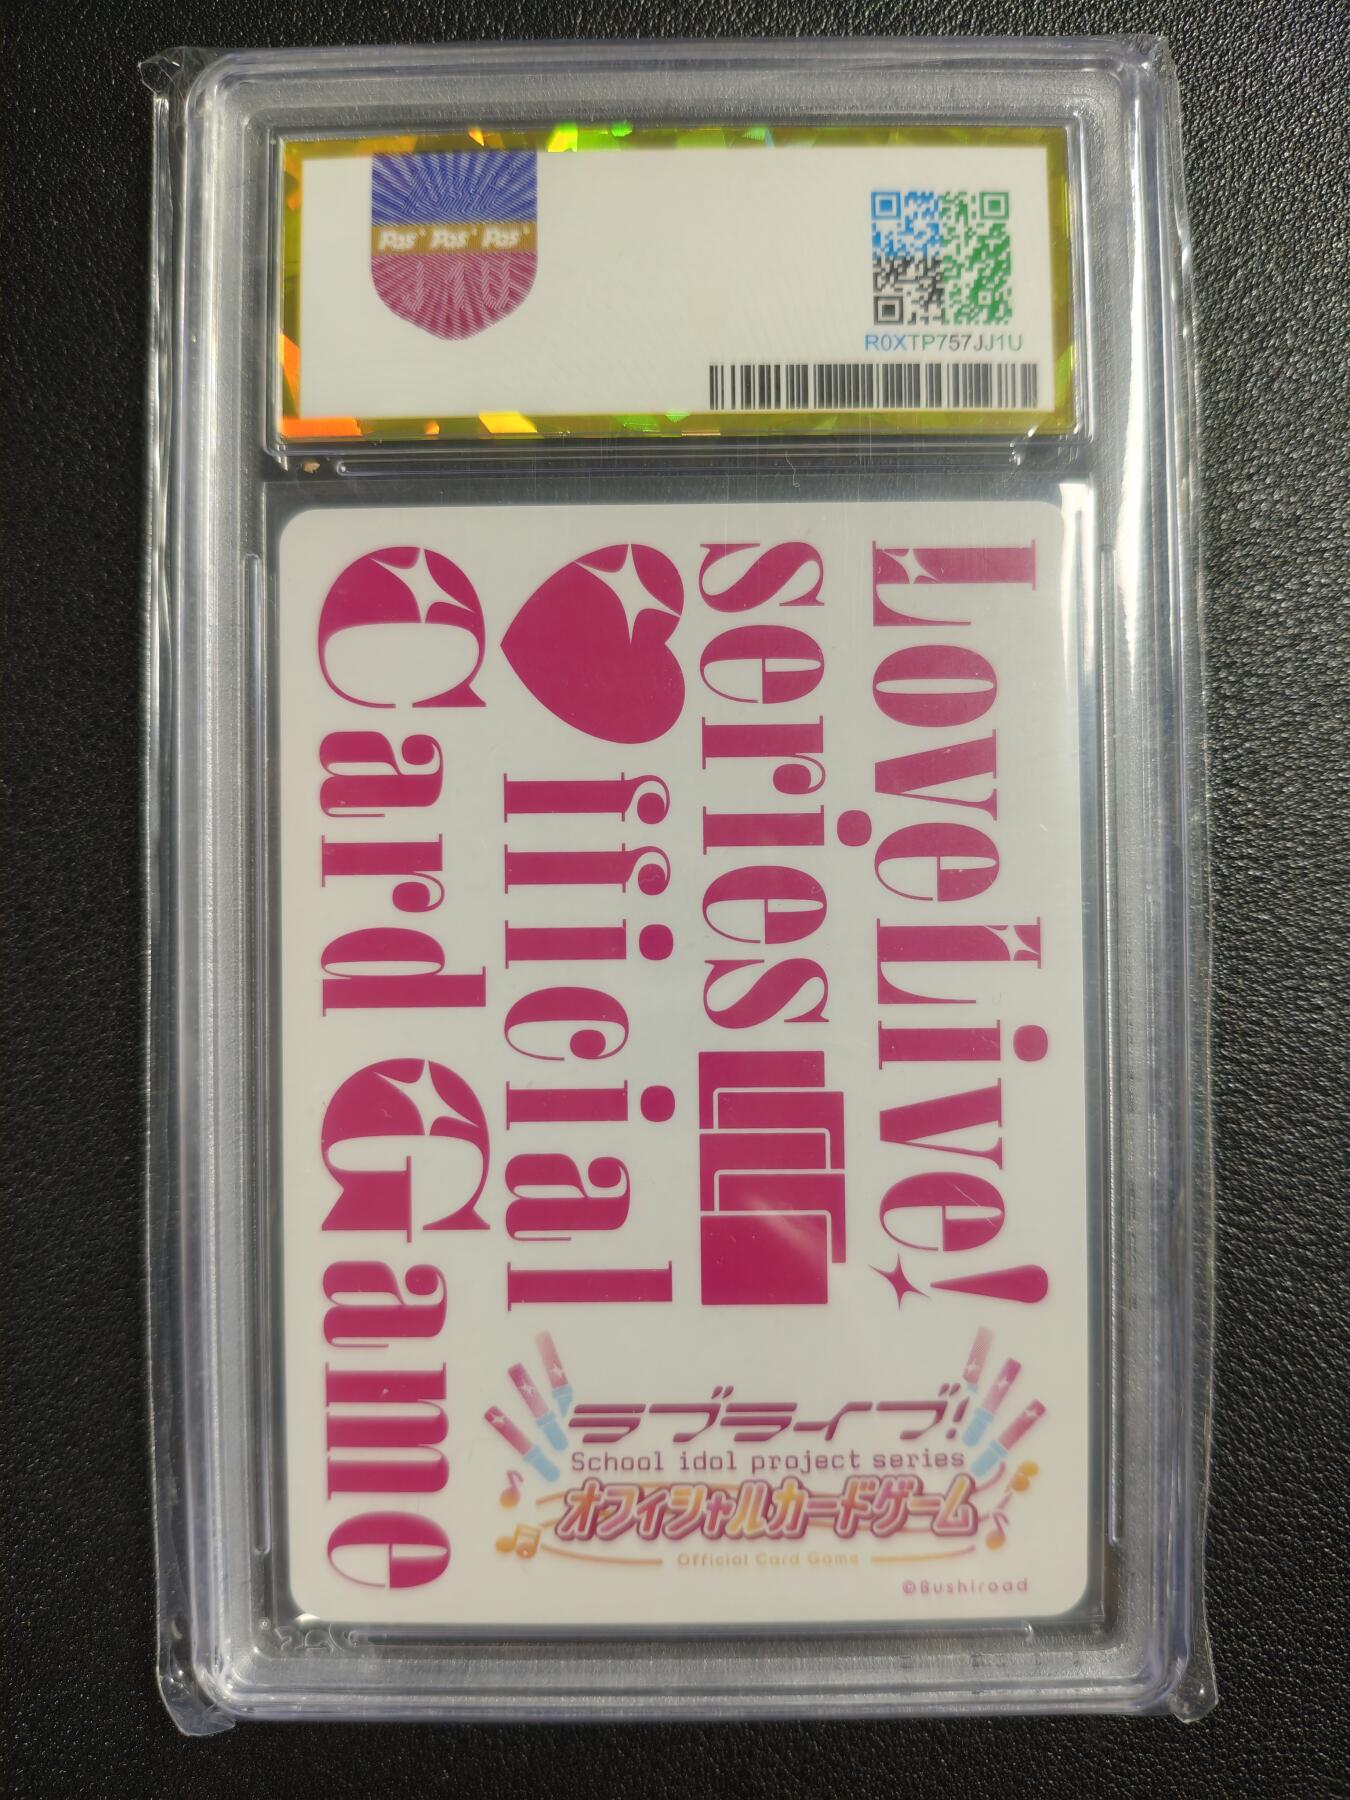 Pas' Pas' Pas'
R0XTP757JJ1U
LoveLive!
series
Official
Card Game
ラブライブ!
School idol project series
オフィシャルカードゲーム
Official Card Game
©Bushiroad